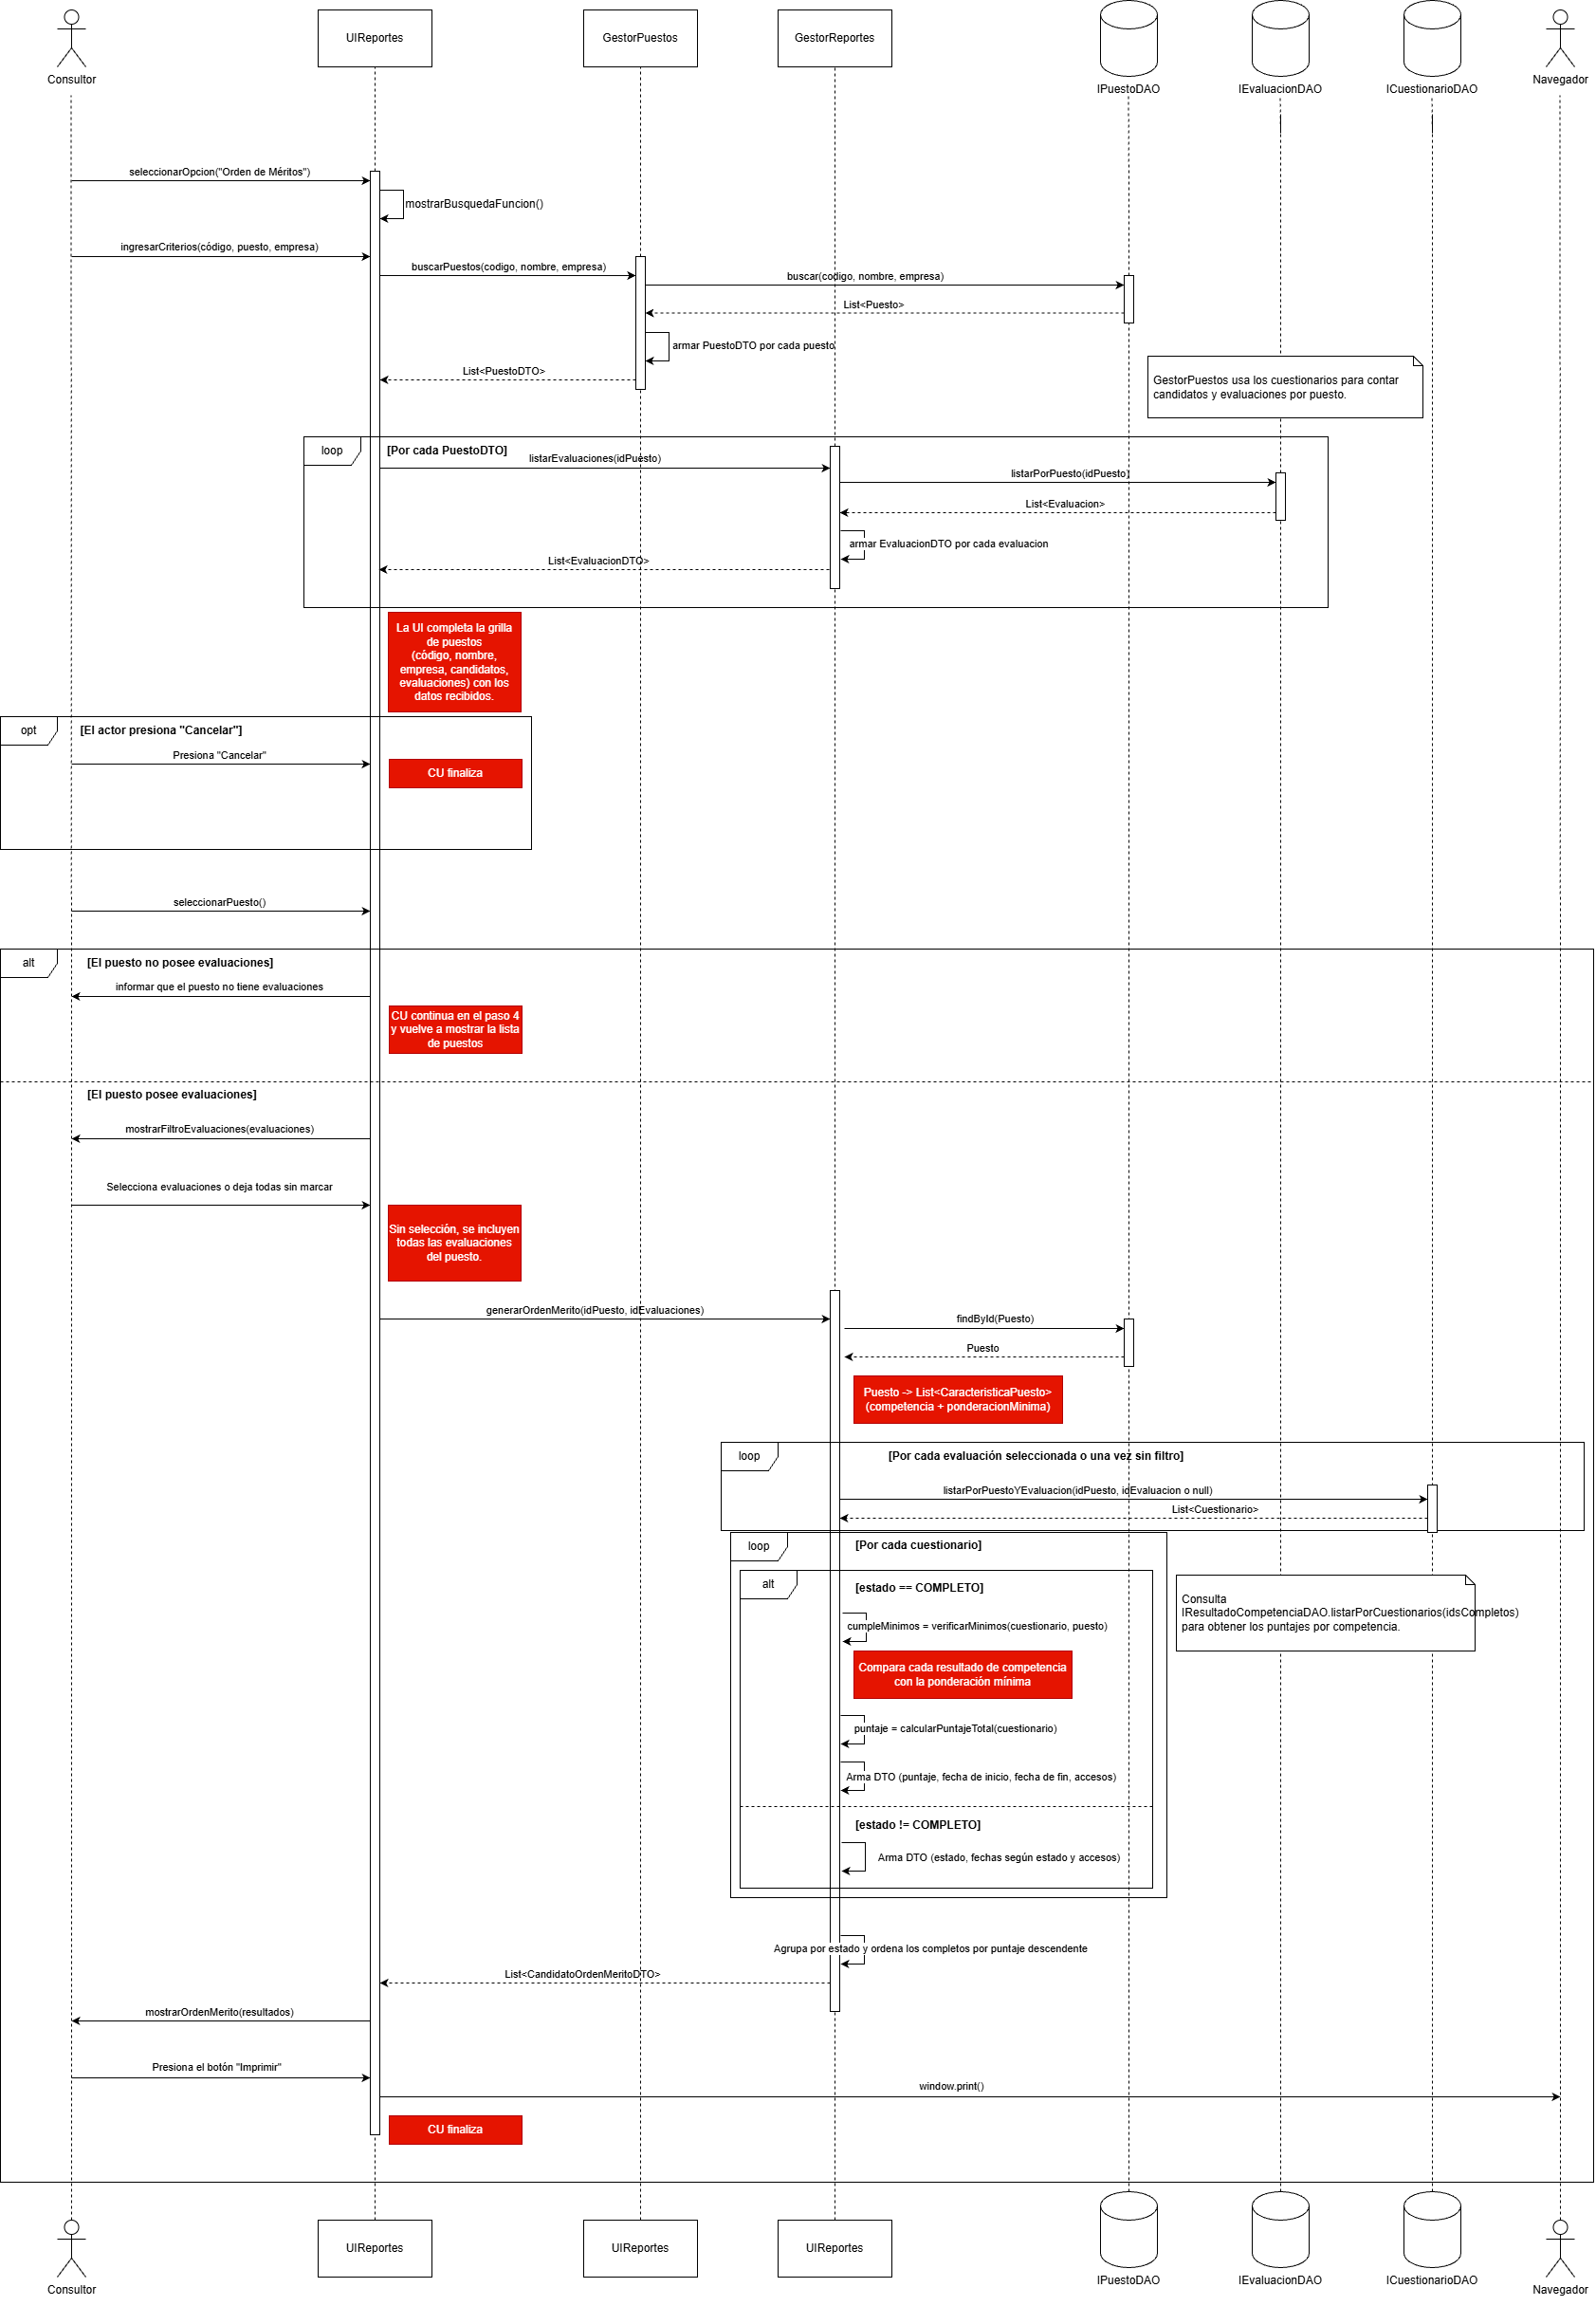 Consultor
UIReportes
GestorPuestos
GestorReportes
IPuestoDAO
IEvaluacionDAO
ICuestionarioDAO
Navegador
seleccionarOpcion("Orden de Méritos")
mostrarBusquedaFuncion()
ingresarCriterios(código, puesto, empresa)
buscarPuestos(codigo, nombre, empresa)
buscar(codigo, nombre, empresa)
List<Puesto>
armar PuestoDTO por cada puesto
List<PuestoDTO>
GestorPuestos usa los cuestionarios para contar
candidatos y evaluaciones por puesto.
loop
[Por cada PuestoDTO]
listarEvaluaciones(idPuesto)
listarPorPuesto(idPuesto)
List<Evaluacion>
armar EvaluacionDTO por cada evaluacion
List<EvaluacionDTO>
La UI completa la grilla
de puestos
(código, nombre,
empresa, candidatos,
evaluaciones) con los
datos recibidos.
opt
[El actor presiona "Cancelar"]
Presiona "Cancelar"
CU finaliza
seleccionarPuesto()
alt
[El puesto no posee evaluaciones]
informar que el puesto no tiene evaluaciones
CU continua en el paso 4
y vuelve a mostrar la lista
de puestos
[El puesto posee evaluaciones]
mostrarFiltroEvaluaciones(evaluaciones)
Selecciona evaluaciones o deja todas sin marcar
Sin selección, se incluyen
todas las evaluaciones
del puesto.
generarOrdenMerito(idPuesto, idEvaluaciones)
findById(Puesto)
Puesto
Puesto -> List<CaracteristicaPuesto>
(competencia + ponderacionMinima)
loop
[Por cada evaluación seleccionada o una vez sin filtro]
listarPorPuestoYEvaluacion(idPuesto, idEvaluacion o null)
List<Cuestionario>
loop
[Por cada cuestionario]
alt
[estado == COMPLETO]
Consulta
IResultadoCompetenciaDAO.listarPorCuestionarios(idsCompletos)
para obtener los puntajes por competencia.
cumpleMinimos = verificarMinimos(cuestionario, puesto)
Compara cada resultado de competencia
con la ponderación mínima
puntaje = calcularPuntajeTotal(cuestionario)
Arma DTO (puntaje, fecha de inicio, fecha de fin, accesos)
[estado != COMPLETO]
Arma DTO (estado, fechas según estado y accesos)
Agrupa por estado y ordena los completos por puntaje descendente
List<CandidatoOrdenMeritoDTO>
mostrarOrdenMerito(resultados)
Presiona el botón "Imprimir"
window.print()
CU finaliza
Consultor
UIReportes
UIReportes
UIReportes
IPuestoDAO
IEvaluacionDAO
ICuestionarioDAO
Navegador